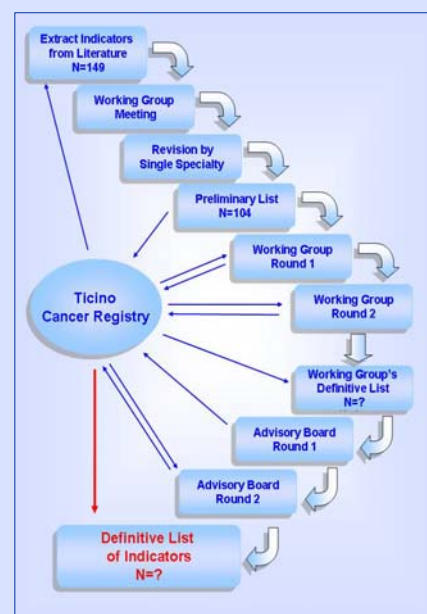 Extract Indicators
from Literature
N=149
Working Group
Meeting
Revision by
Single Specialty
Preliminary List
N=104
Working Group
Round 1
Ticino
Cancer Registry
Working Group
Round 2
Working Group's
Definitive List
N=?
Advisory Board
Round 1
Advisory Board
Round 2
Definitive List
of Indicators
N=?